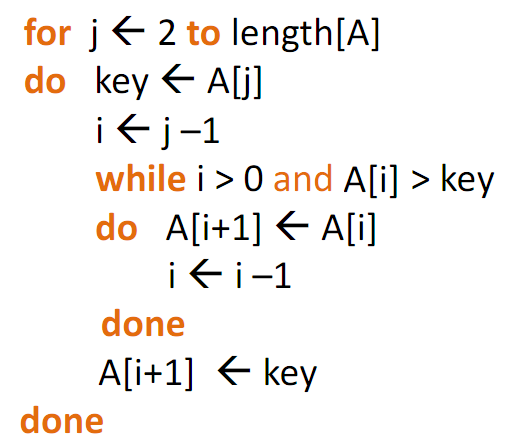 for j ← 2 to length[A]
do key ← A[j]
i ← j –1
while i > 0 and A[i] > key
do A[i+1] ← A[i]
i ← i –1
done
A[i+1] ← key
done